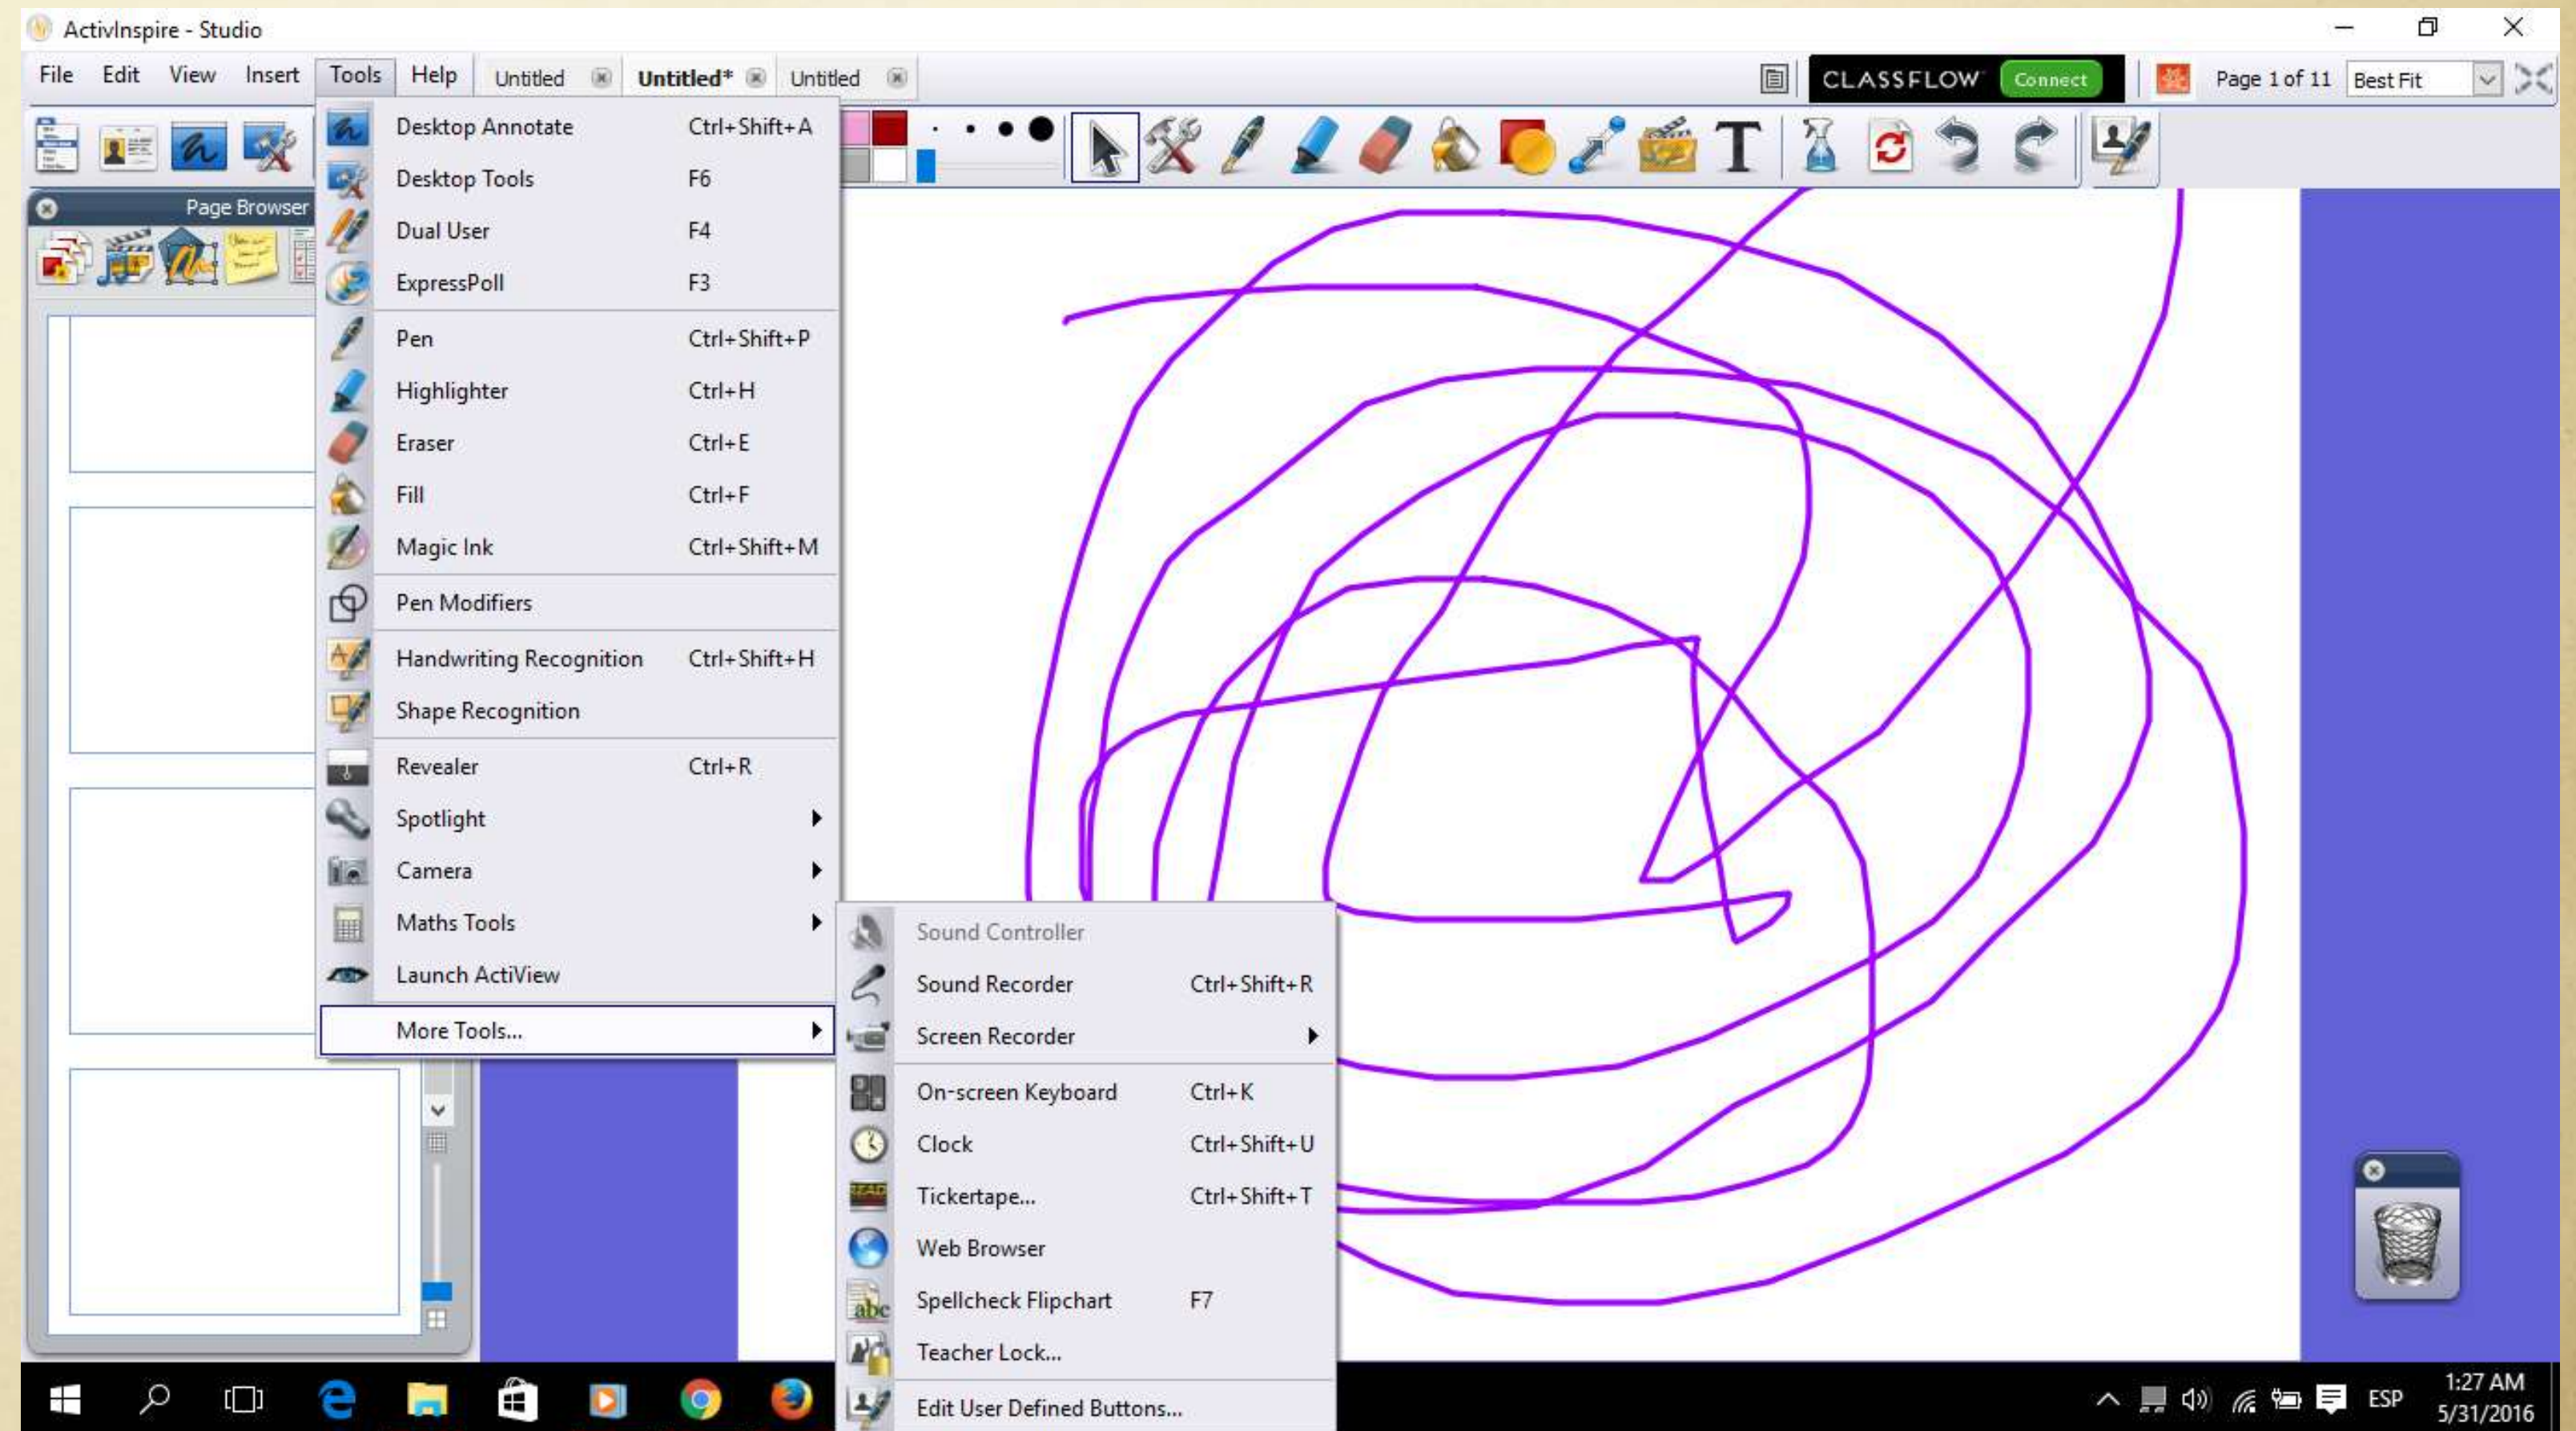 ActivInspire - Studio
File Edit View Insert Tools Help Untitled Untitled* Untitled CLASSFLOW Connect Page 1 of 11 Best Fit
Page Browser
Desktop Annotate Ctrl+Shift+A
Desktop Tools F6
Dual User F4
ExpressPoll F3
Pen Ctrl+Shift+P
Highlighter Ctrl+H
Eraser Ctrl+E
Fill Ctrl+F
Magic Ink Ctrl+Shift+M
Pen Modifiers
Handwriting Recognition Ctrl+Shift+H
Shape Recognition
Revealer Ctrl+R
Spotlight
Camera
Maths Tools
Launch ActiView
More Tools...
Sound Controller
Sound Recorder Ctrl+Shift+R
Screen Recorder
On-screen Keyboard Ctrl+K
Clock Ctrl+Shift+U
Tickertape... Ctrl+Shift+T
Web Browser
Spellcheck Flipchart F7
Teacher Lock...
Edit User Defined Buttons...
ESP
1:27 AM
5/31/2016